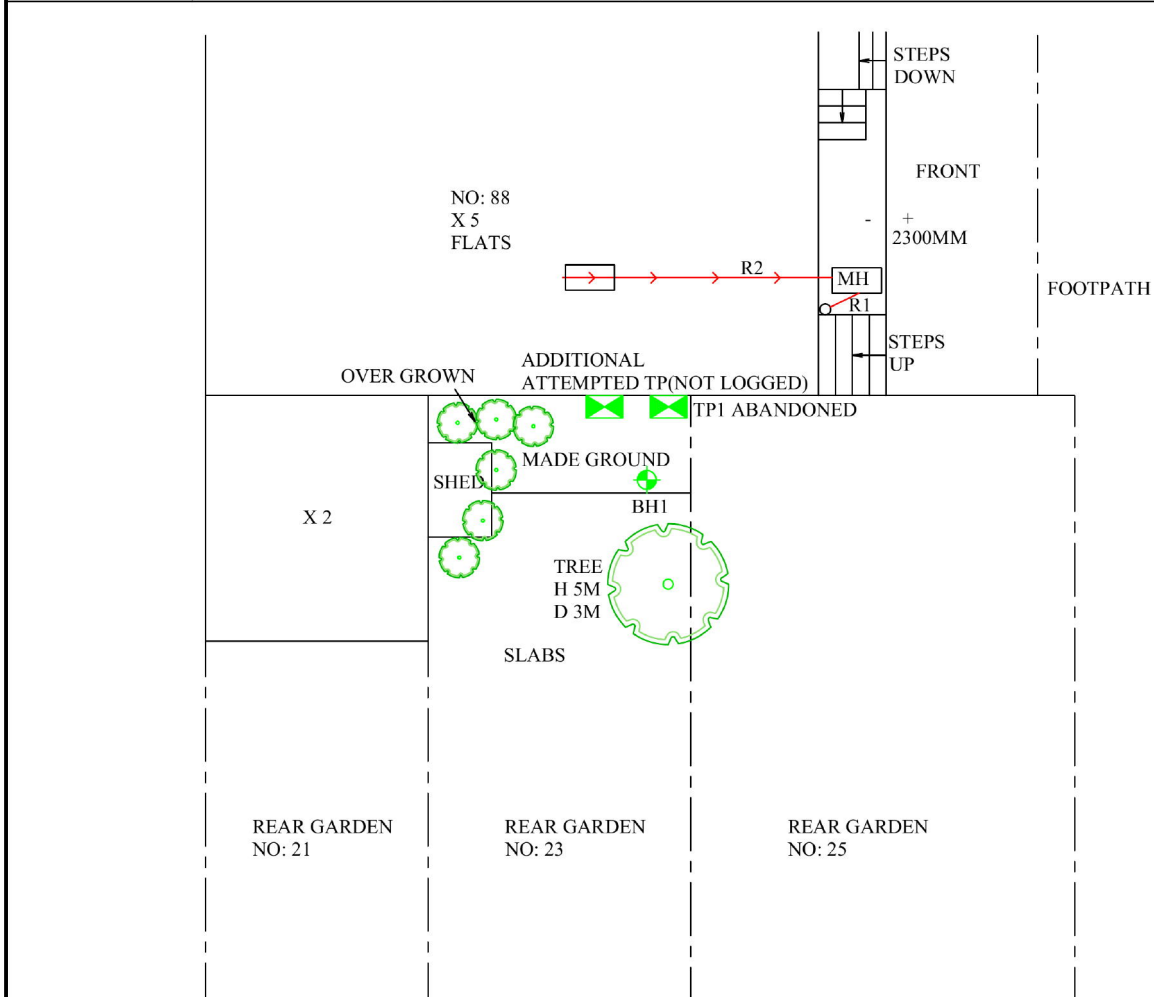 STEPS
DOWN
FRONT
NO: 88
X 5
FLATS
- +
2300MM
R2
MH
R1
FOOTPATH
STEPS
UP
ADDITIONAL
ATTEMPTED TP(NOT LOGGED)
OVER GROWN
TP1 ABANDONED
MADE GROUND
SHED
BH1
X 2
TREE
H 5M
D 3M
SLABS
REAR GARDEN
NO: 21
REAR GARDEN
NO: 23
REAR GARDEN
NO: 25